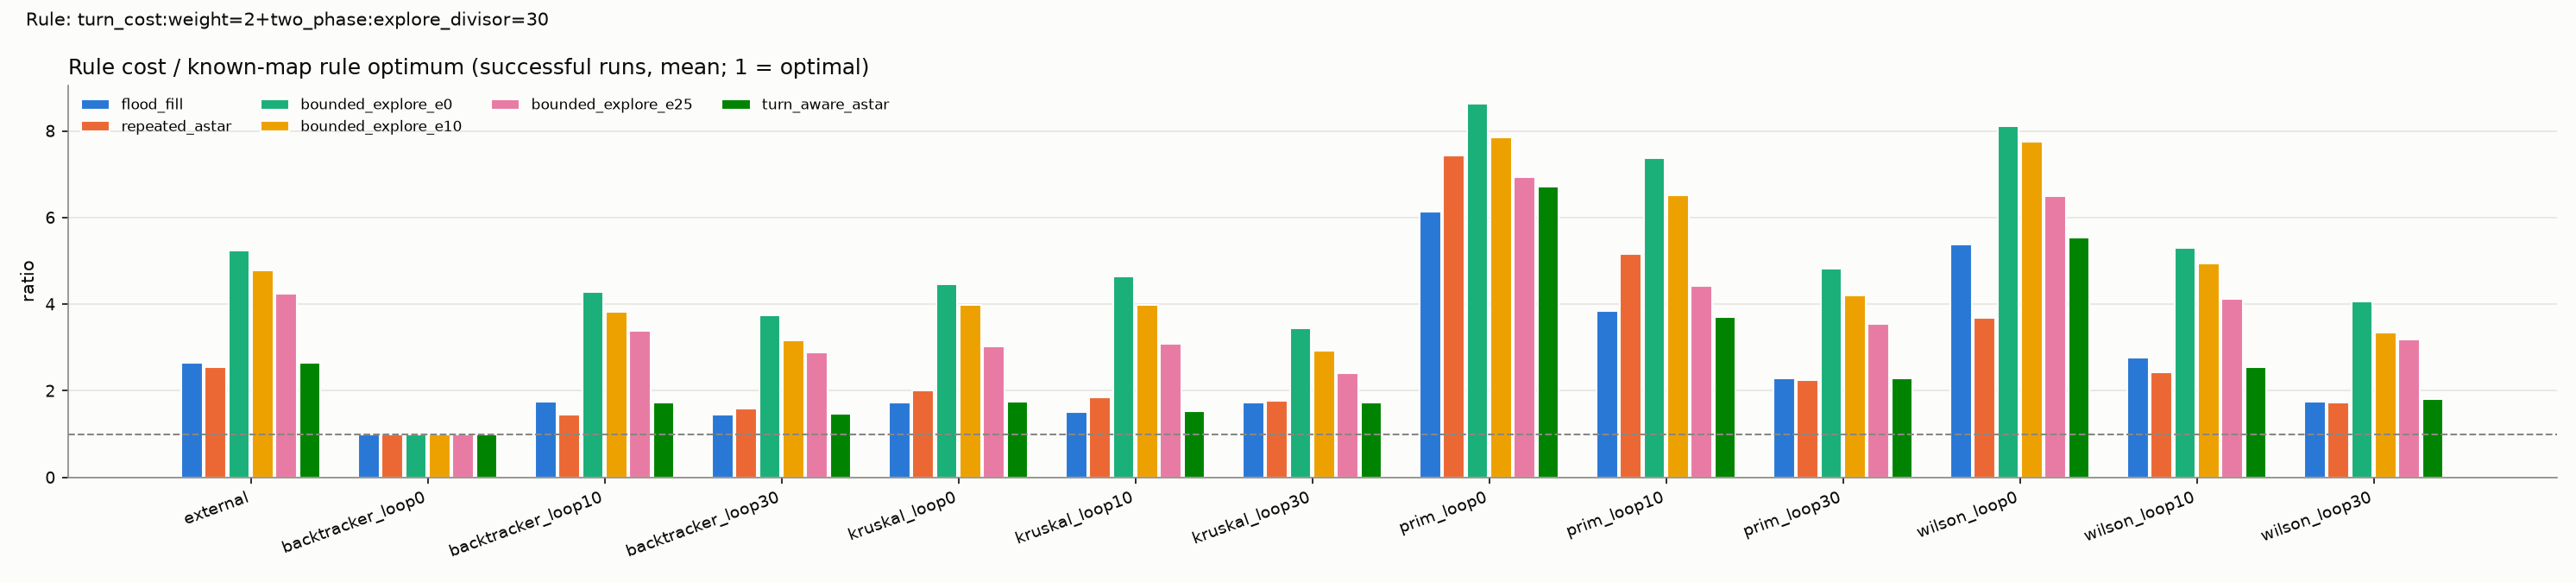 Rule: turn_cost:weight=2+two_phase:explore_divisor=30
Rule cost / known-map rule optimum (successful runs, mean; 1 = optimal)
flood_fill
repeated_astar
bounded_explore_e0
bounded_explore_e10
bounded_explore_e25
turn_aware_astar
ratio
8
6
4
2
0
external
backtracker_loop0
backtracker_loop10
backtracker_loop30
kruskal_loop0
kruskal_loop10
kruskal_loop30
prim_loop0
prim_loop10
prim_loop30
wilson_loop0
wilson_loop10
wilson_loop30